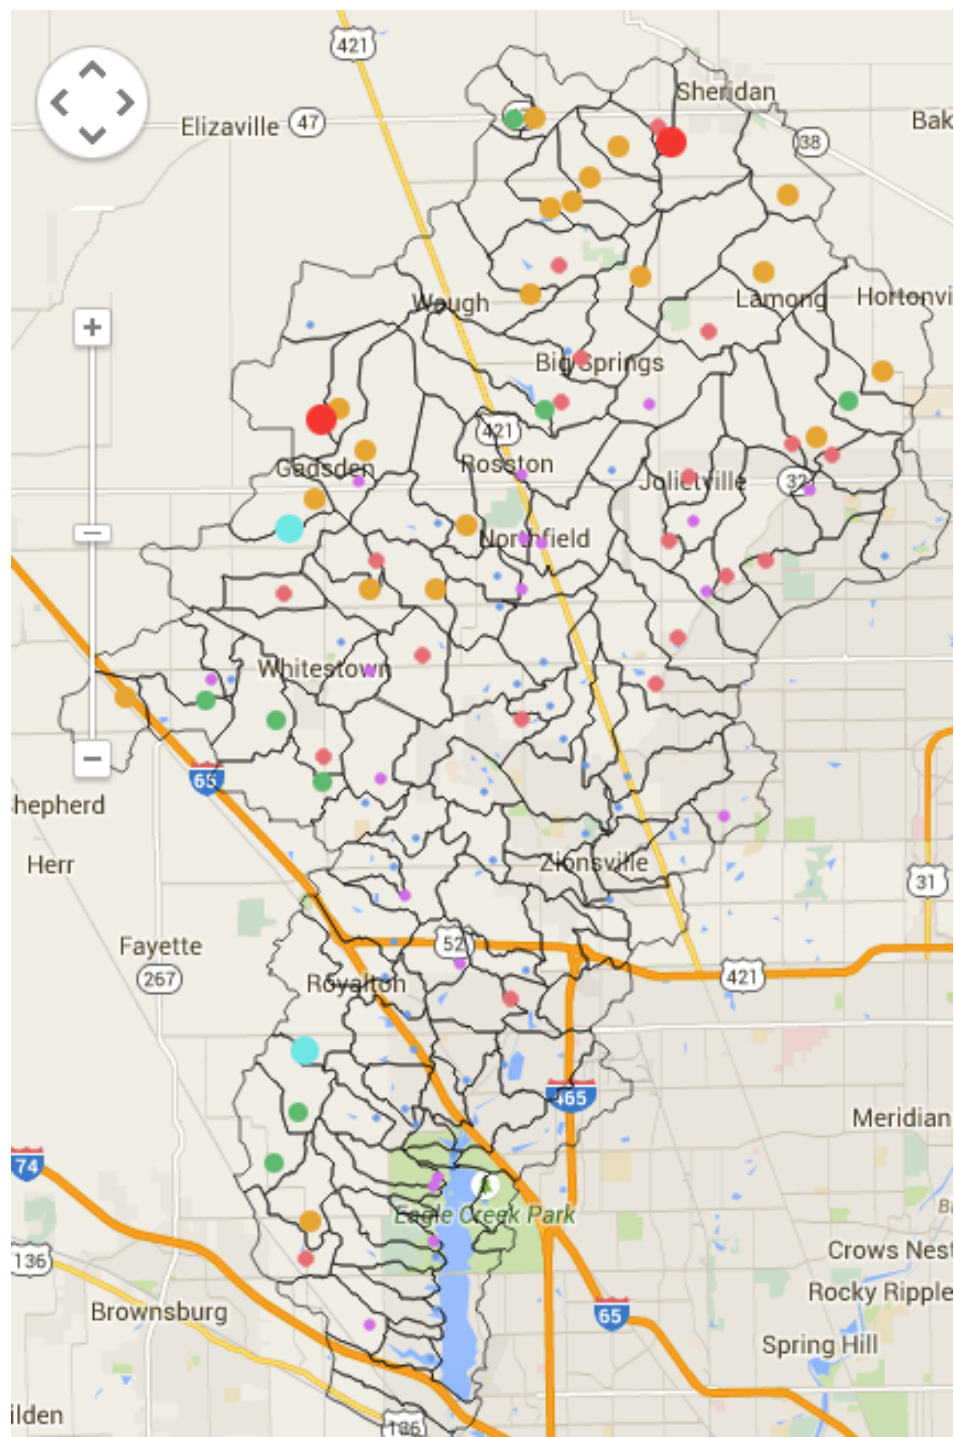 421
Sheridan
Elizaville
47
Bak
38
Waugh
Lamong
Hortonvi
Big Springs
421
Gadsden
Rosston
Jolietville
32
Northfield
Whitestown
65
Shepherd
Herr
Zionsville
31
Fayette
52
267
Royalton
421
465
Meridian
74
Eagle Creek Park
136
Crows Nest
Rocky Ripple
Brownsburg
65
Spring Hill
ilden
136